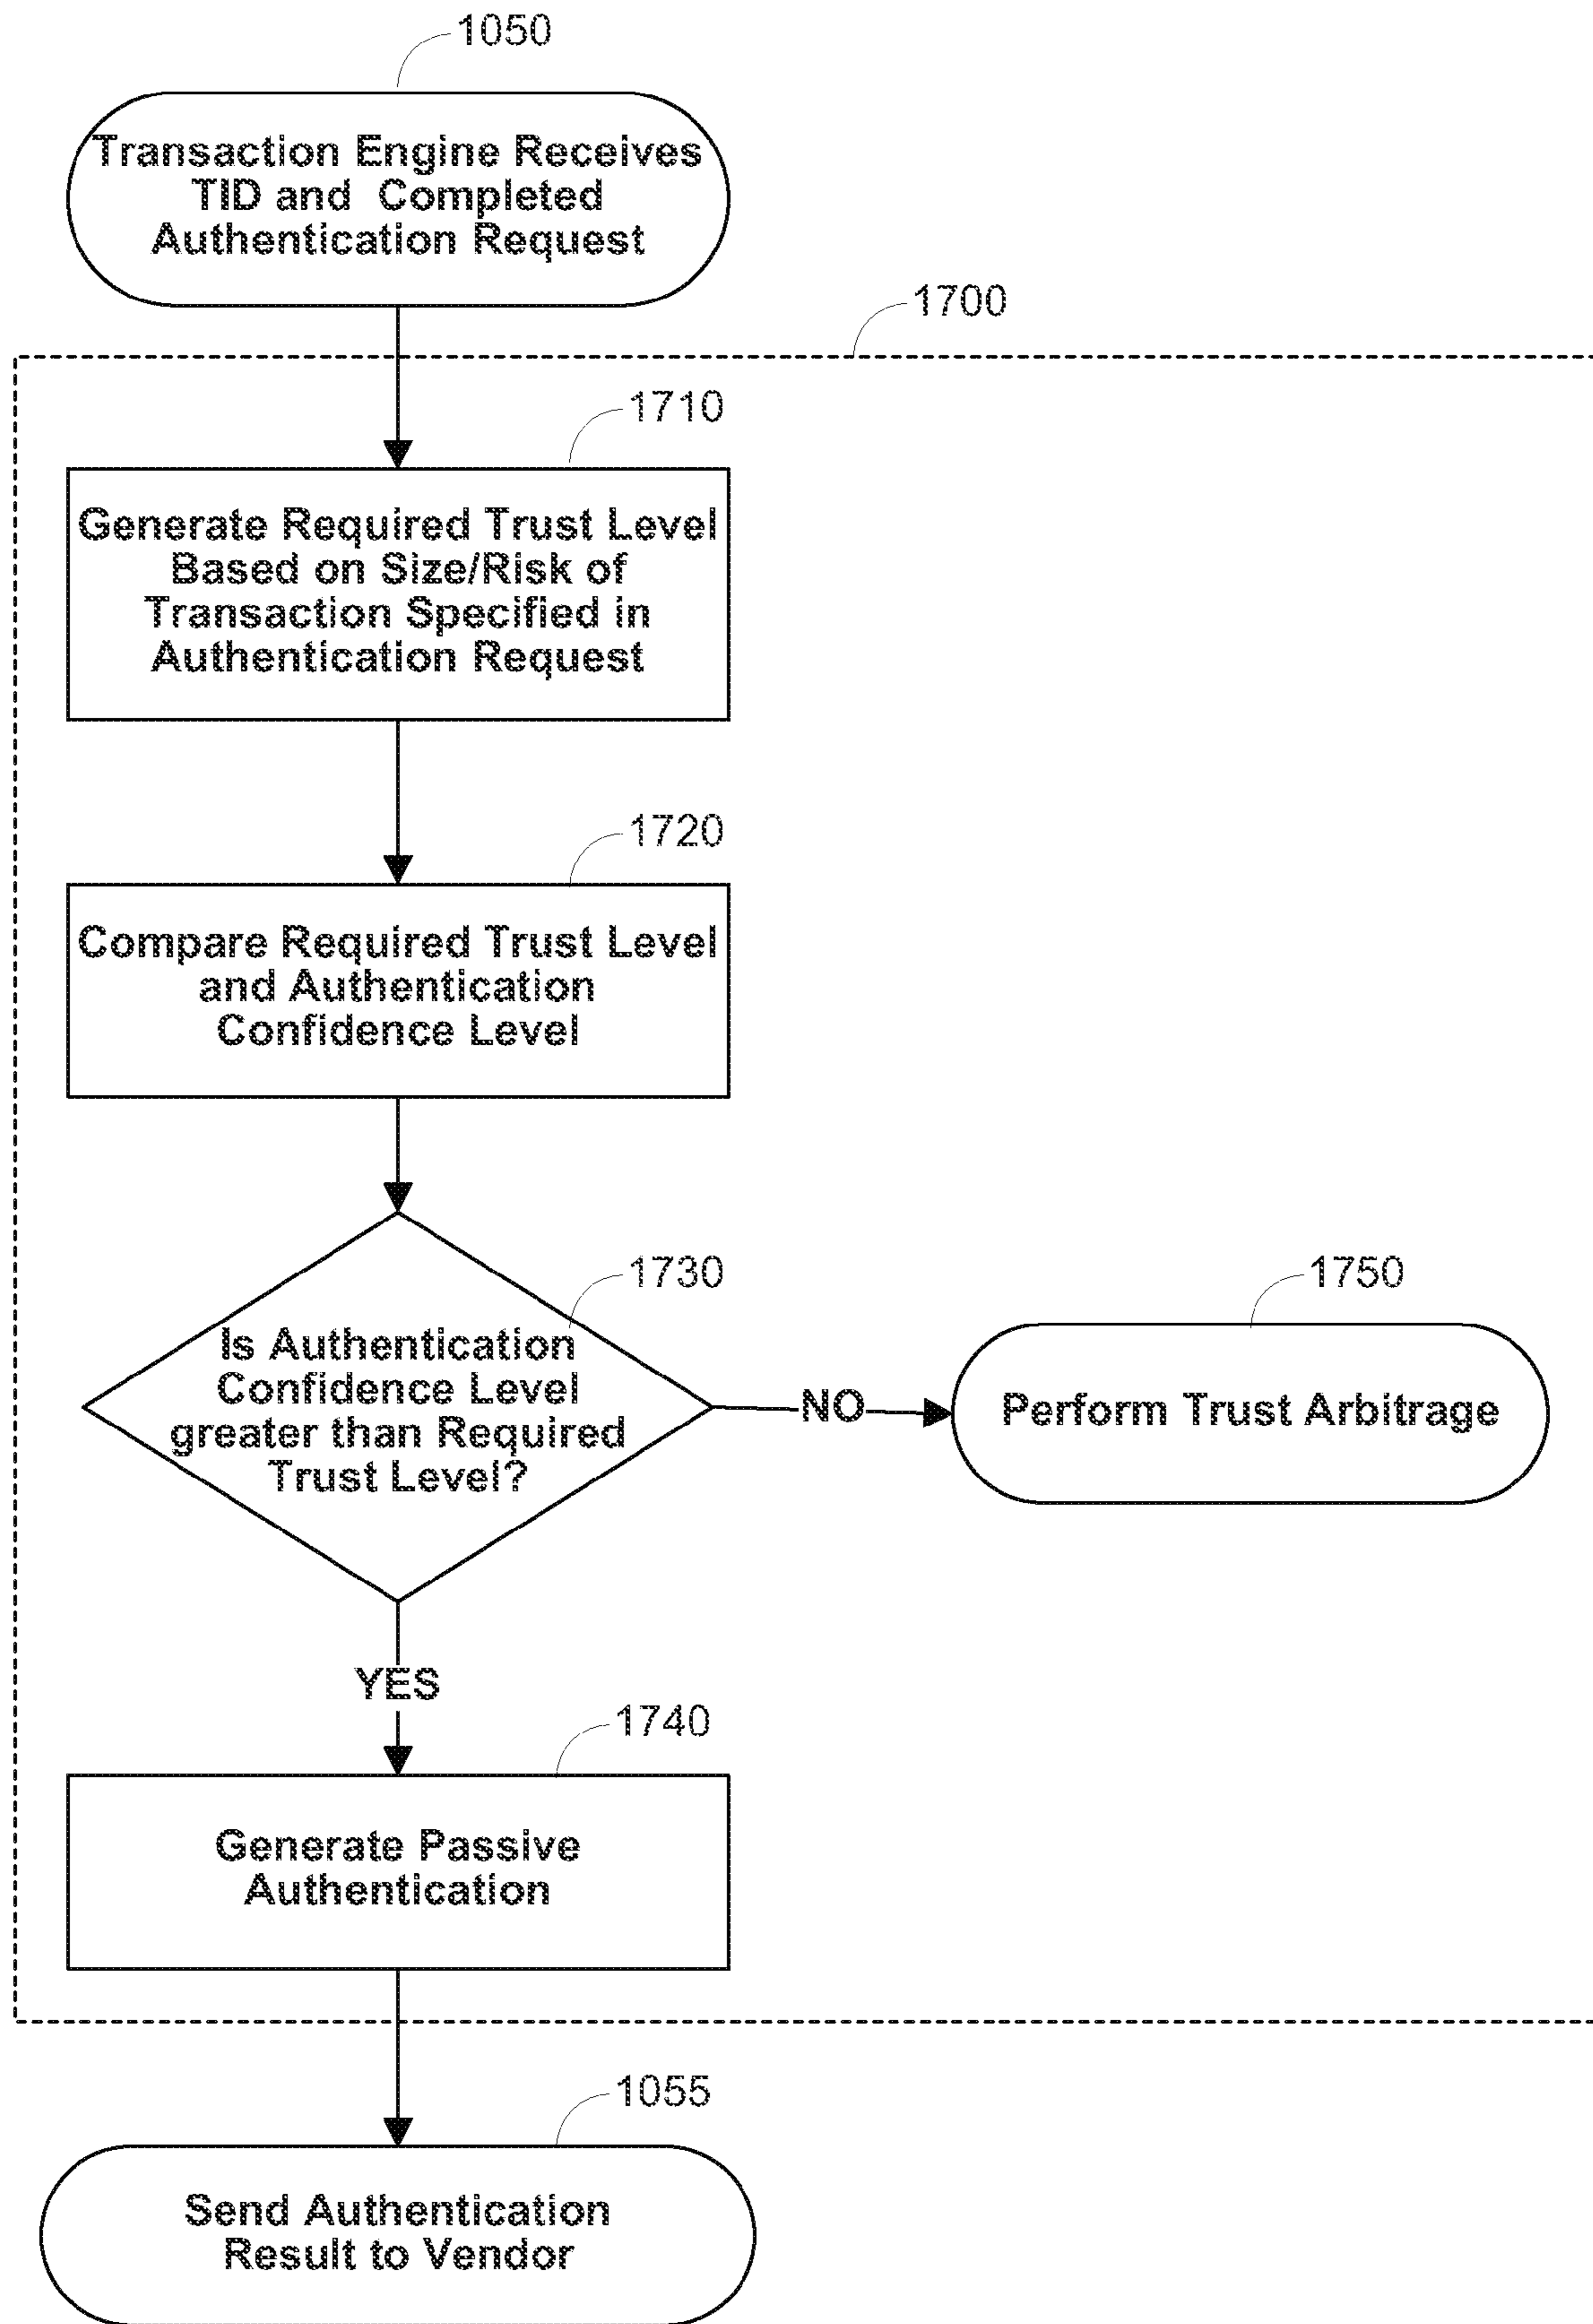 1050
Transaction Engine Receives
TID and Completed
Authentication Request
1700
1710
Generate Required Trust Level
Based on Size/Risk of
Transaction Specified in
Authentication Request
1720
Compare Required Trust Level
and Authentication
Confidence Level
1730
Is Authentication
Confidence Level
greater than Required
Trust Level?
NO
1750
Perform Trust Arbitrage
YES
1740
Generate Passive
Authentication
1055
Send Authentication
Result to Vendor